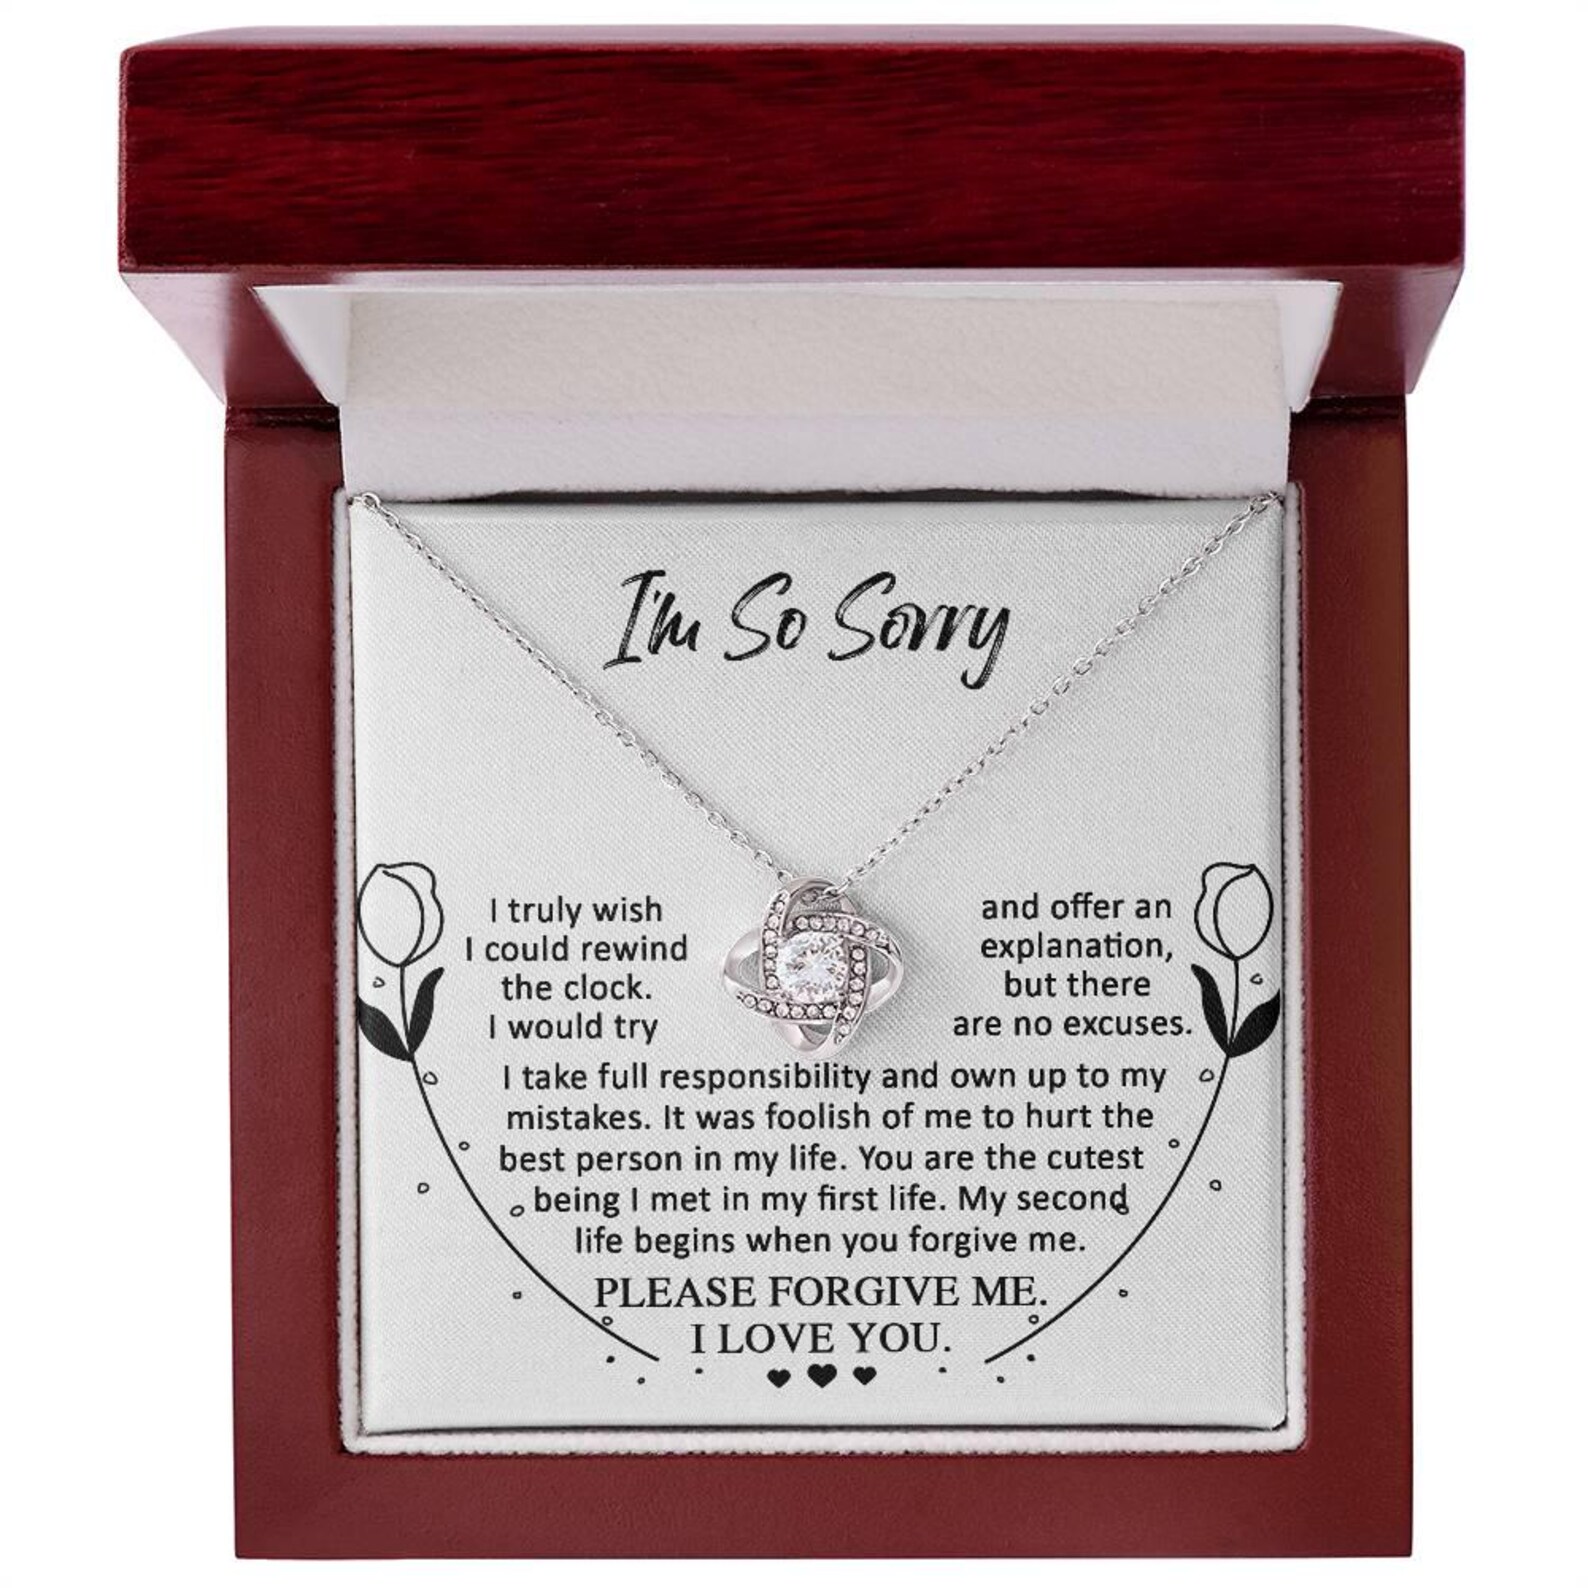 I'm So Sorry
I truly wish
I could rewind
the clock.
I would try
and offer an
explanation,
but there
are no excuses.
I take full responsibility and own up to my
mistakes. It was foolish of me to hurt the
best person in my life. You are the cutest
being I met in my first life. My second
life begins when you forgive me.
PLEASE FORGIVE ME.
I LOVE YOU.